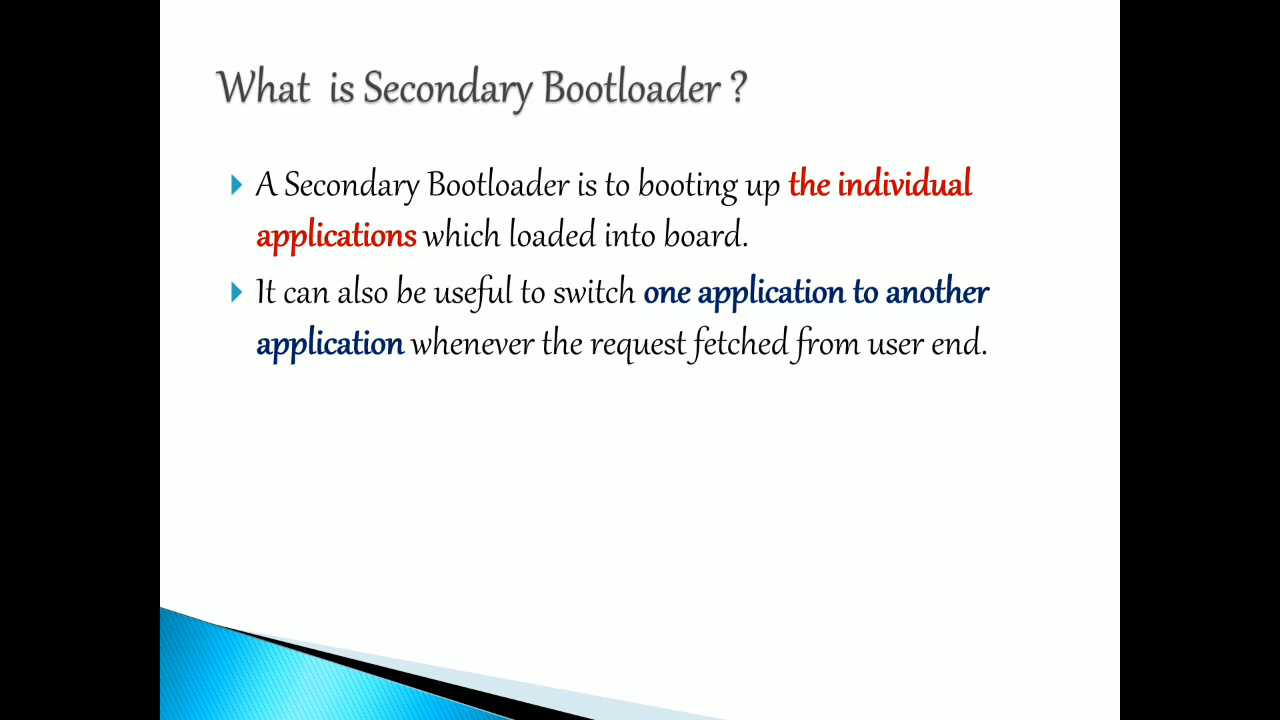 What is Secondary Bootloader ?
A Secondary Bootloader is to booting up the individual
applications which loaded into board.
It can also be useful to switch one application to another
application whenever the request fetched from user end.